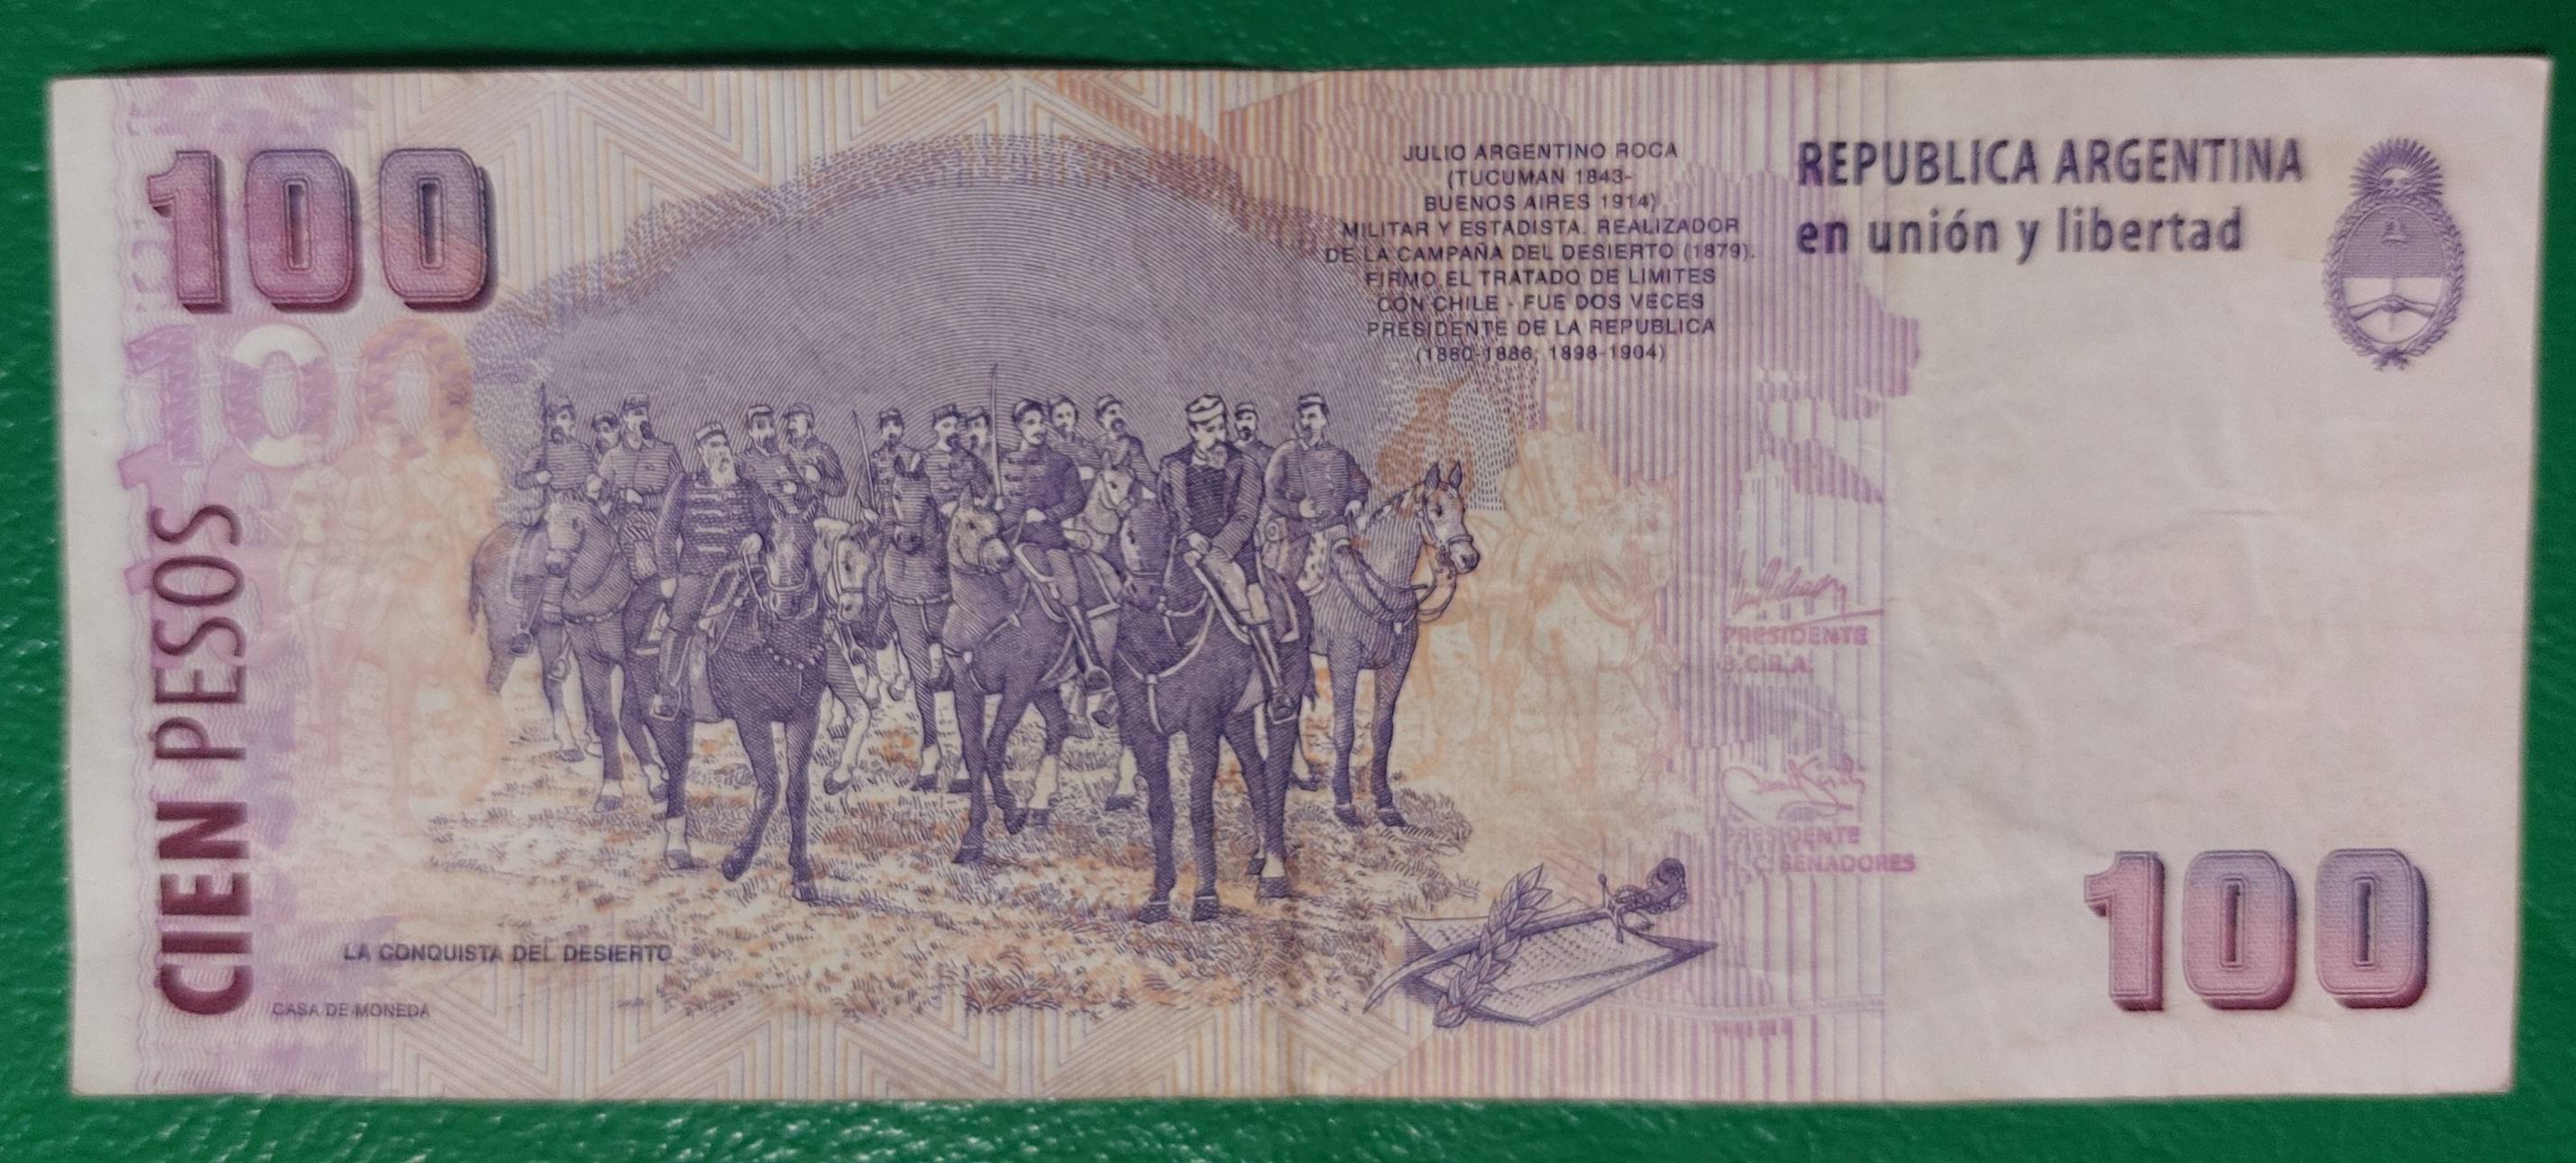 100
100
CIEN PESOS
JULIO ARGENTINO ROCA
(TUCUMAN 1843-
BUENOS AIRES 1914).
MILITAR Y ESTADISTA. REALIZADOR
DE LA CAMPAÑA DEL DESIERTO (1879).
FIRMO EL TRATADO DE LIMITES
CON CHILE - FUE DOS VECES
PRESIDENTE DE LA REPUBLICA
(1880-1886; 1898-1904)
REPUBLICA ARGENTINA
en unión y libertad
PRESIDENTE
B.C.R.A.
PRESIDENTE
H. C. SENADORES
LA CONQUISTA DEL DESIERTO
CASA DE MONEDA
100